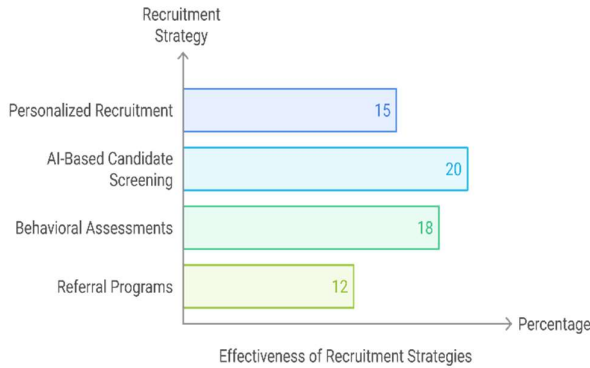 Recruitment
Strategy
Personalized Recruitment
15
AI-Based Candidate
Screening
20
Behavioral Assessments
18
Referral Programs
12
Percentage
Effectiveness of Recruitment Strategies